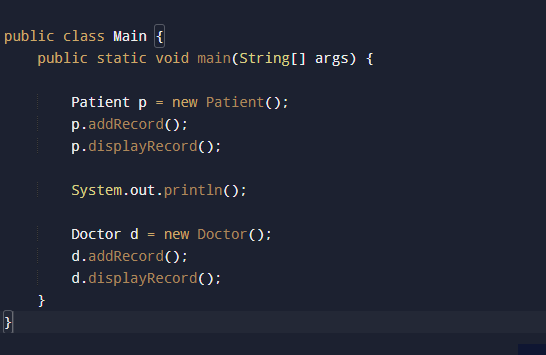 public class Main {
    public static void main(String[] args) {
        Patient p = new Patient();
        p.addRecord();
        p.displayRecord();
        System.out.println();
        Doctor d = new Doctor();
        d.addRecord();
        d.displayRecord();
    }
}